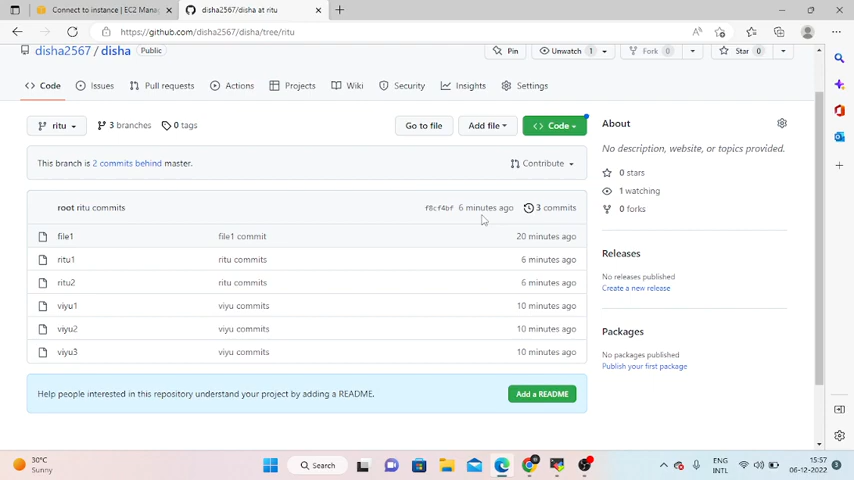 Connect to instance | EC2 Manag
disha2567/disha at ritu
https://github.com/disha2567/disha/tree/ritu
disha2567 / disha Public
Pin
Unwatch 1
Fork 0
Star 0
Code
Issues
Pull requests
Actions
Projects
Wiki
Security
Insights
Settings
ritu
3 branches
0 tags
Go to file
Add file
Code
This branch is 2 commits behind master.
Contribute
root ritu commits
f8cf4bf 6 minutes ago
3 commits
file1 file1 commit 20 minutes ago
ritu1 ritu commits 6 minutes ago
ritu2 ritu commits 6 minutes ago
viyu1 viyu commits 10 minutes ago
viyu2 viyu commits 10 minutes ago
viyu3 viyu commits 10 minutes ago
Help people interested in this repository understand your project by adding a README.
Add a README
About
No description, website, or topics provided.
0 stars
1 watching
0 forks
Releases
No releases published
Create a new release
Packages
No packages published
Publish your first package
30°C
Sunny
Search
ENG
INTL
15:57
06-12-2022